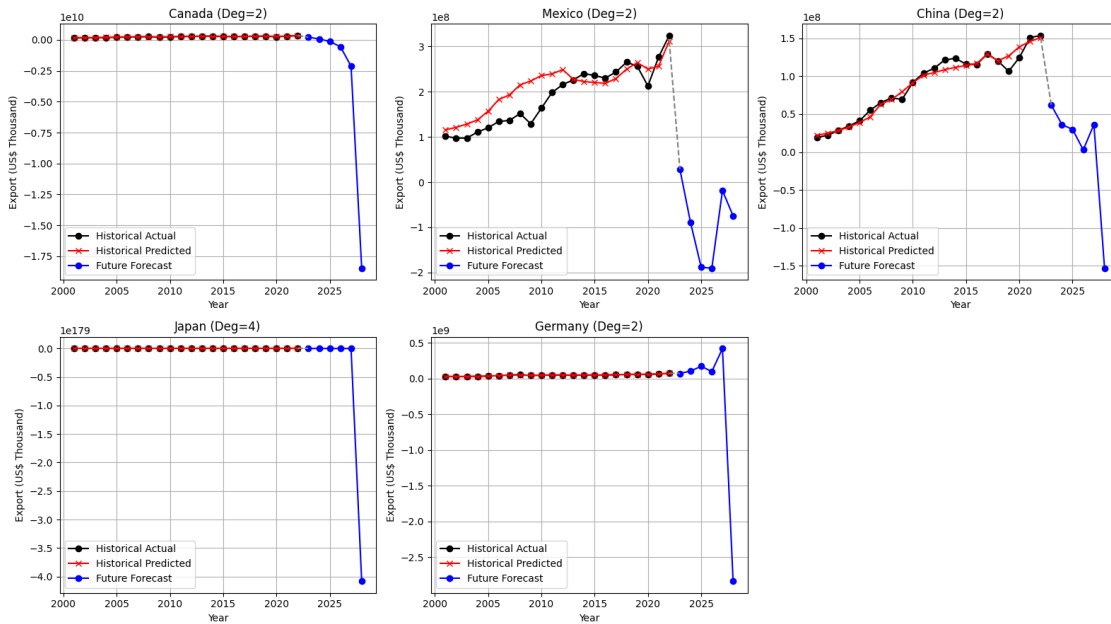 Canada (Deg=2)
1e10
0.00
−0.25
−0.50
−0.75
−1.00
−1.25
−1.50
−1.75
Export (US$ Thousand)
Historical Actual
Historical Predicted
Future Forecast
2000 2005 2010 2015 2020 2025
Year
Mexico (Deg=2)
1e8
3
2
1
0
−1
−2
Export (US$ Thousand)
Historical Actual
Historical Predicted
Future Forecast
2000 2005 2010 2015 2020 2025
Year
China (Deg=2)
1e8
1.5
1.0
0.5
0.0
−0.5
−1.0
−1.5
Export (US$ Thousand)
Historical Actual
Historical Predicted
Future Forecast
2000 2005 2010 2015 2020 2025
Year
Japan (Deg=4)
1e179
0.0
−0.5
−1.0
−1.5
−2.0
−2.5
−3.0
−3.5
−4.0
Export (US$ Thousand)
Historical Actual
Historical Predicted
Future Forecast
2000 2005 2010 2015 2020 2025
Year
Germany (Deg=2)
1e9
0.5
0.0
−0.5
−1.0
−1.5
−2.0
−2.5
Export (US$ Thousand)
Historical Actual
Historical Predicted
Future Forecast
2000 2005 2010 2015 2020 2025
Year